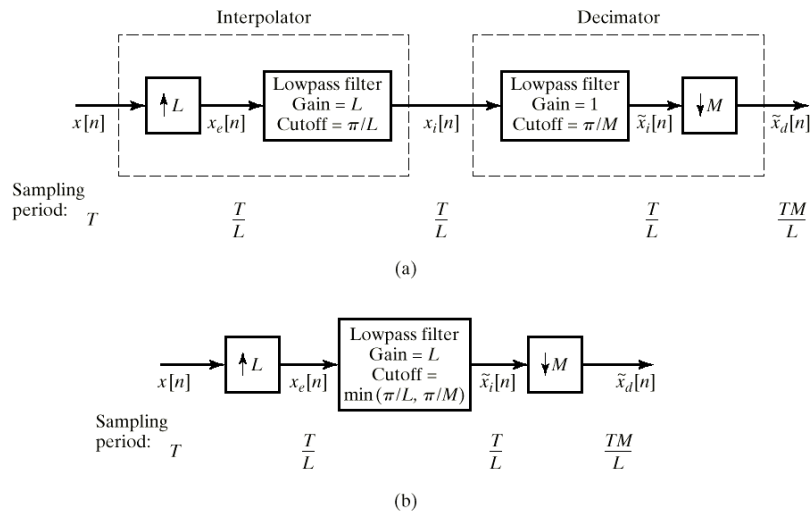 Interpolator
Decimator
↑L
Lowpass filter
Gain = L
Cutoff = π/L
Lowpass filter
Gain = 1
Cutoff = π/M
↓M
x[n]
x_e[n]
x_i[n]
x̃_i[n]
x̃_d[n]
Sampling
period:
T
T/L
T/L
T/L
TM/L
(a)
↑L
Lowpass filter
Gain = L
Cutoff =
min (π/L, π/M)
↓M
x[n]
x_e[n]
x̃_i[n]
x̃_d[n]
Sampling
period:
T
T/L
T/L
TM/L
(b)